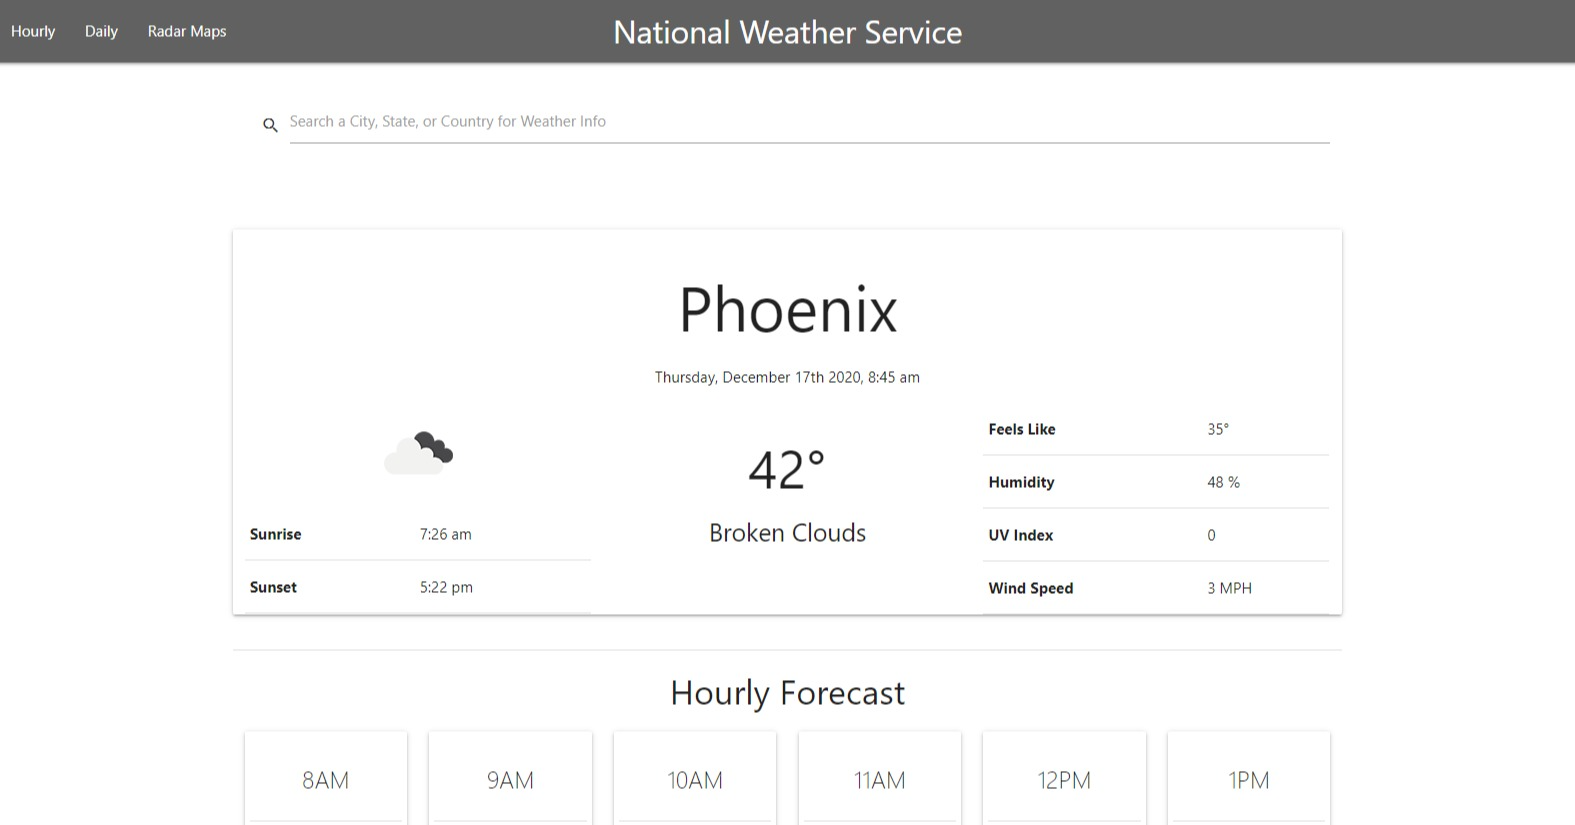 Hourly Daily Radar Maps National Weather Service
Search a City, State, or Country for Weather Info
Phoenix
Thursday, December 17th 2020, 8:45 am
Sunrise 7:26 am
Sunset 5:22 pm
42°
Broken Clouds
Feels Like 35°
Humidity 48 %
UV Index 0
Wind Speed 3 MPH
Hourly Forecast
8AM 9AM 10AM 11AM 12PM 1PM